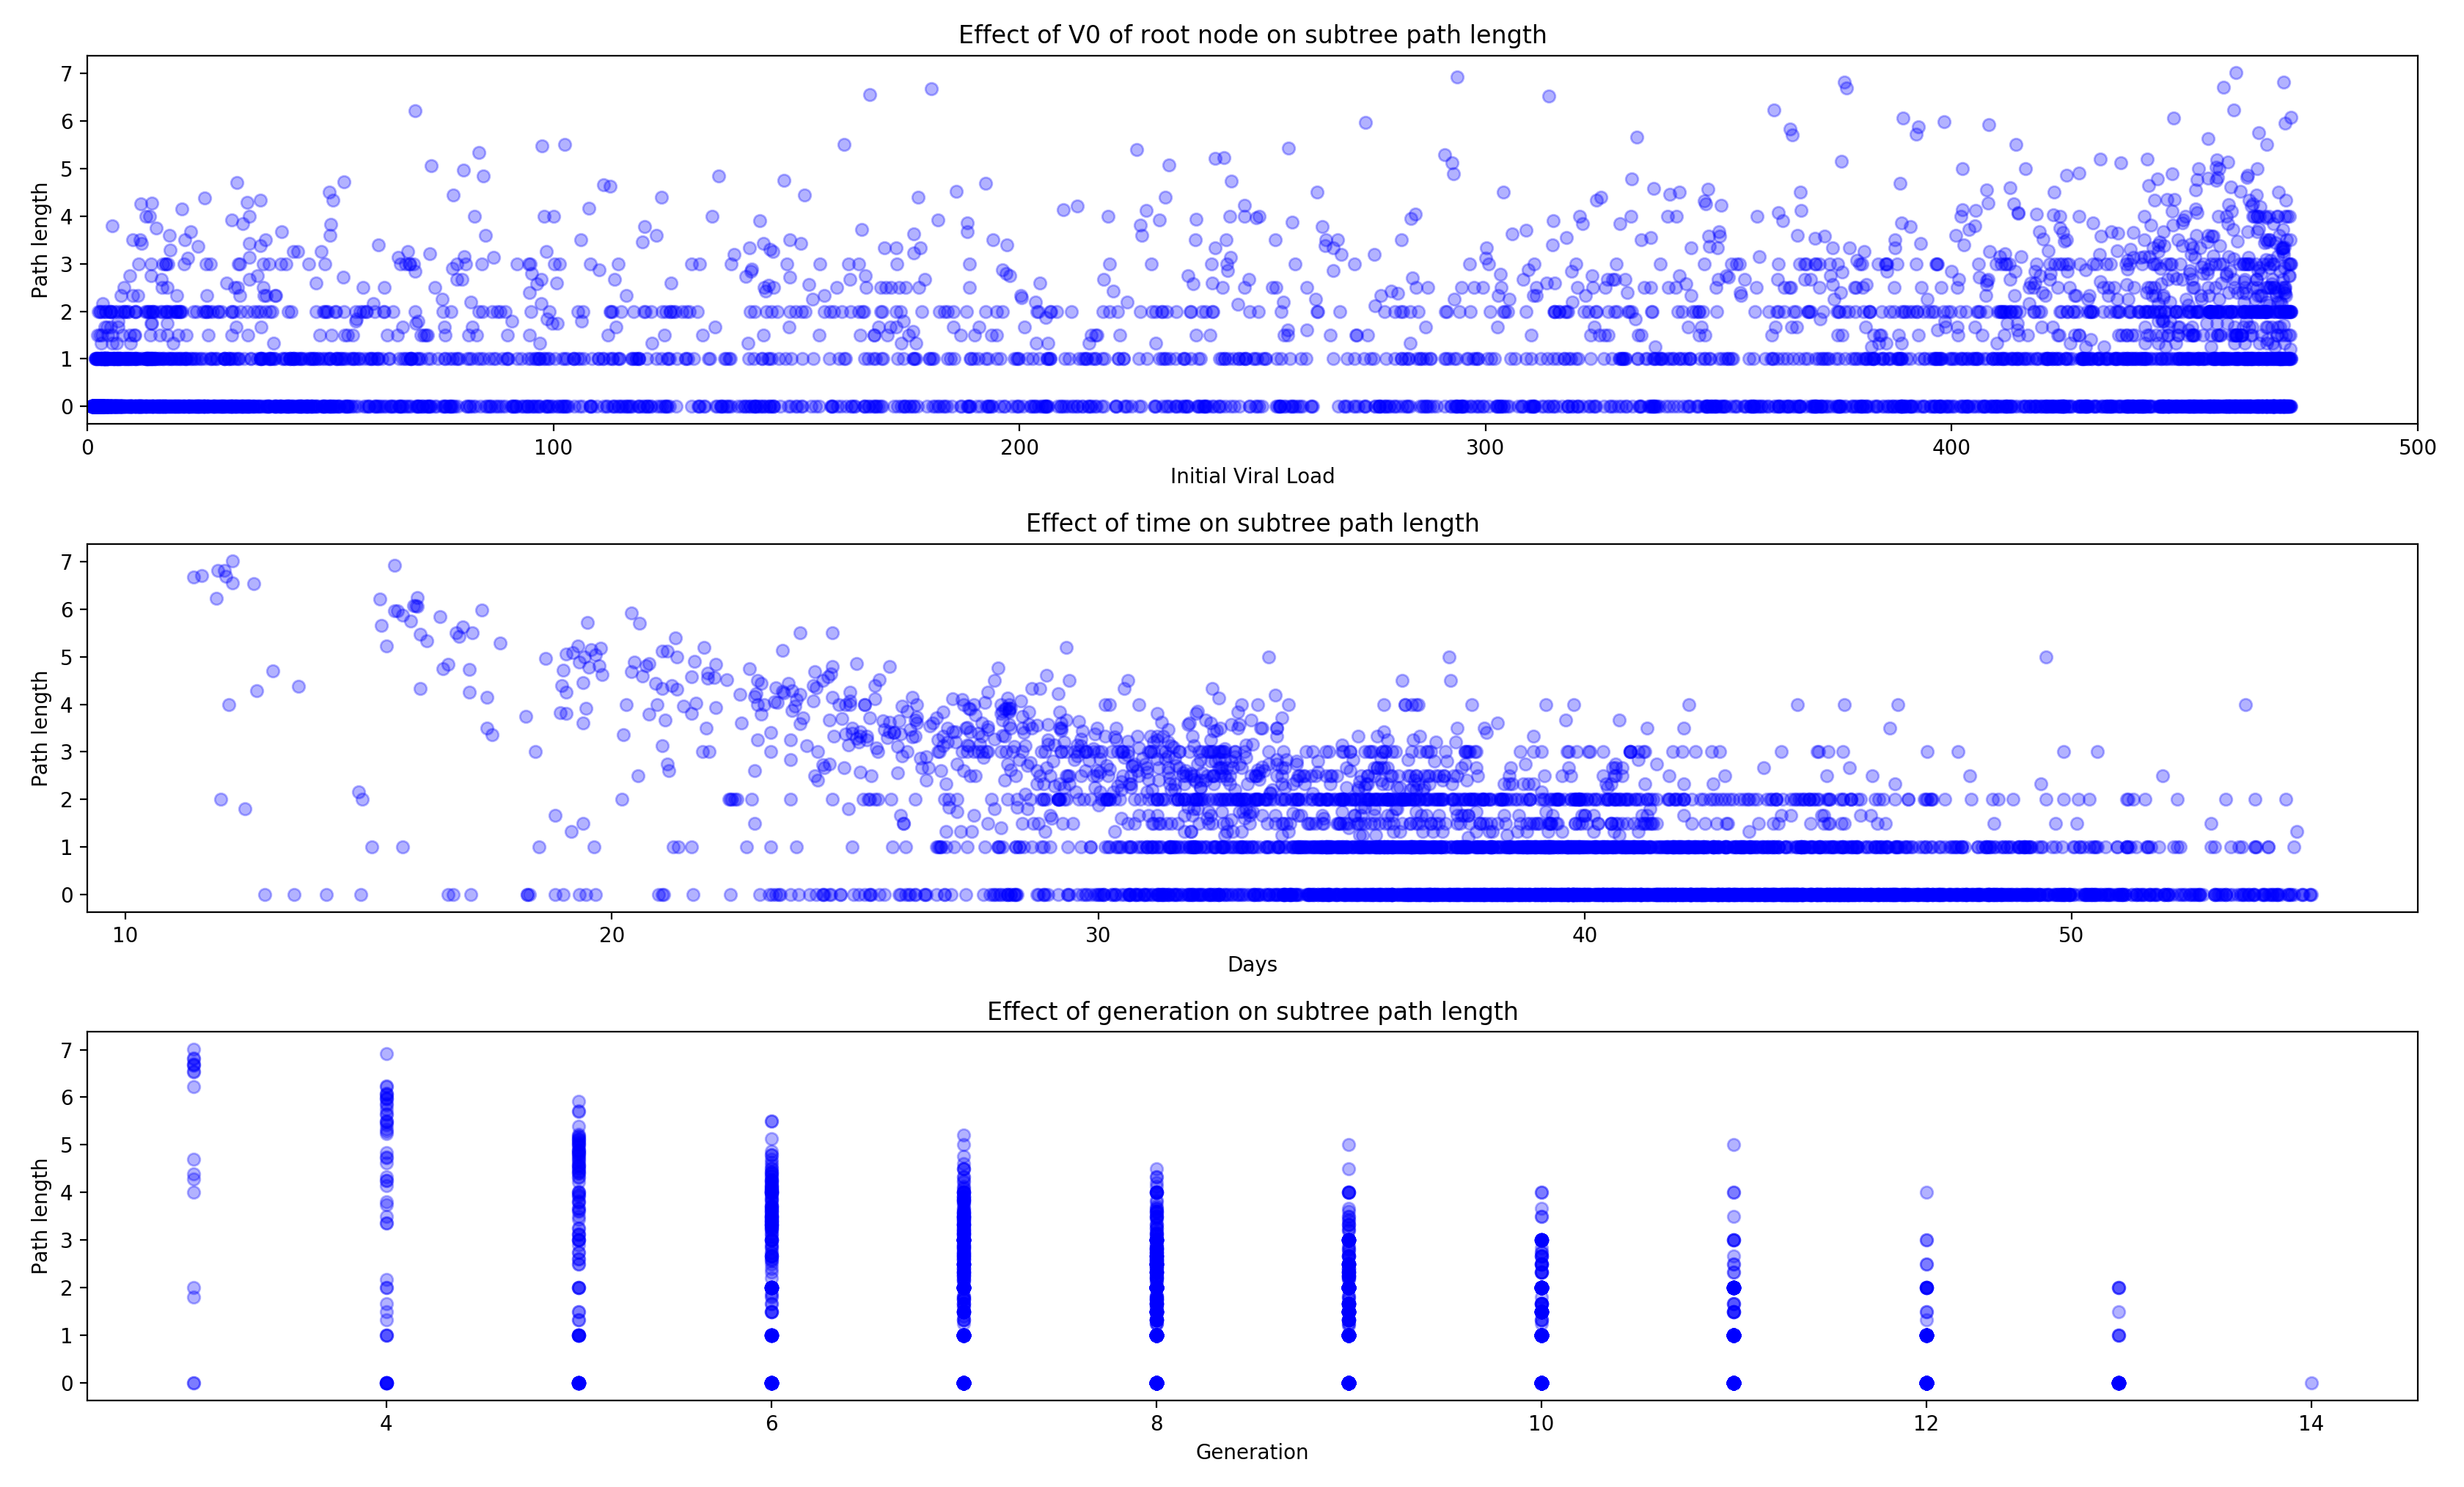 Effect of V0 of root node on subtree path length
7
6
5
4
3
2
1
0
Path length
0 100 200 300 400 500
Initial Viral Load
Effect of time on subtree path length
7
6
5
4
3
2
1
0
Path length
10 20 30 40 50
Days
Effect of generation on subtree path length
7
6
5
4
3
2
1
0
Path length
4 6 8 10 12 14
Generation